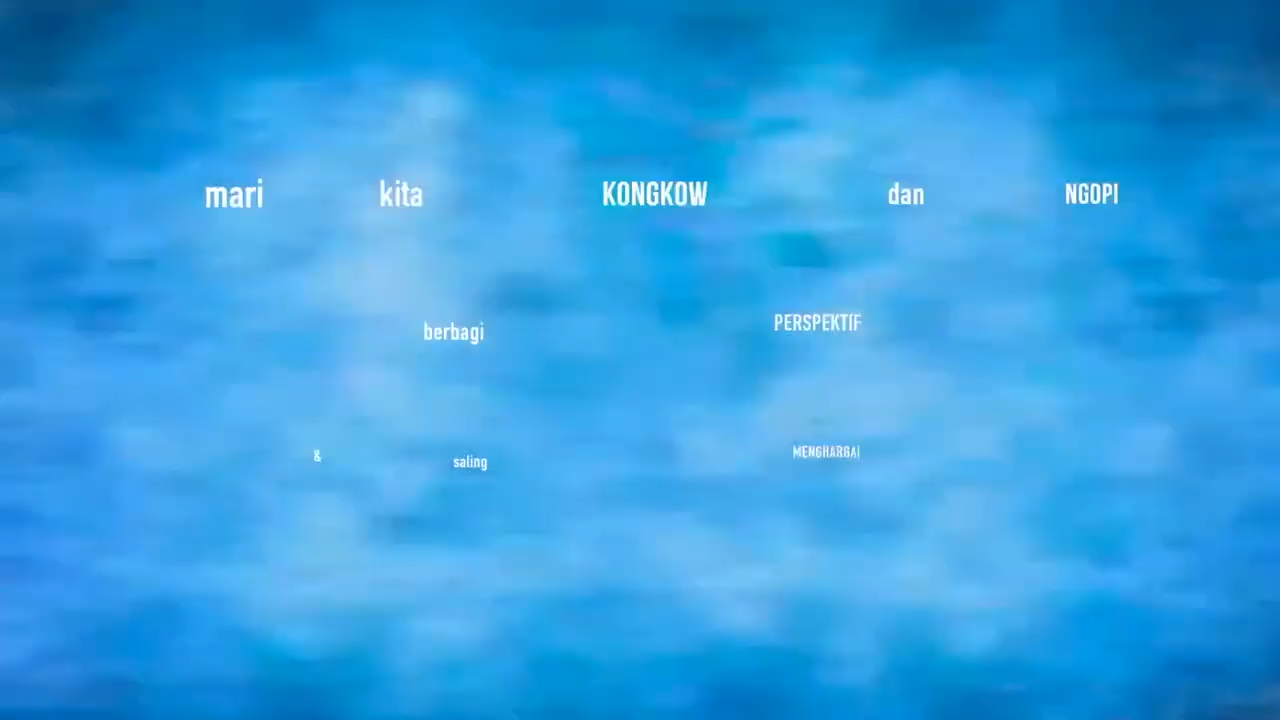 mari kita KONGKOW dan NGOPI
berbagi PERSPEKTIF
& saling MENGHARGAI